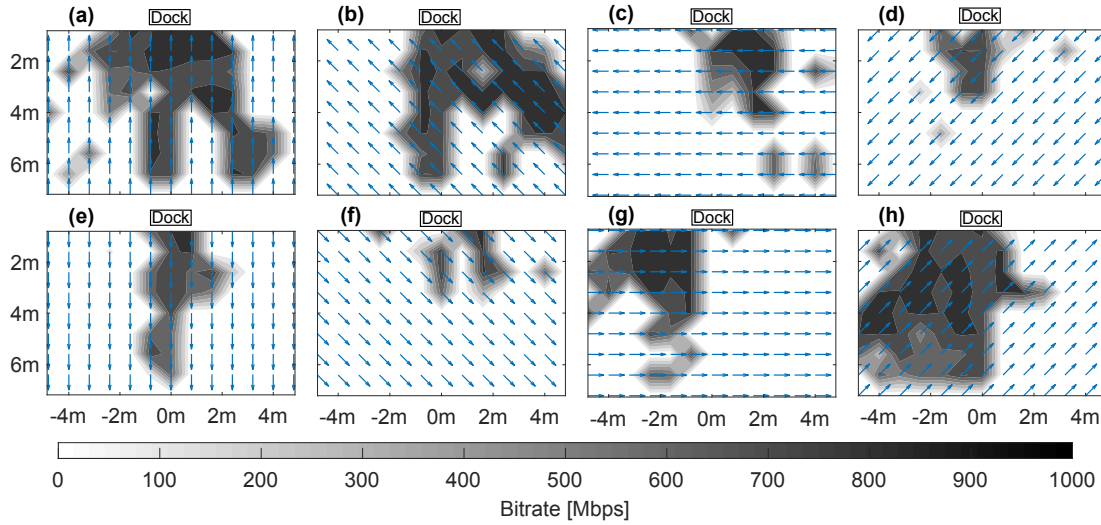 (a) Dock (b) Dock (c) Dock (d) Dock
2m
4m
6m
(e) Dock (f) Dock (g) Dock (h) Dock
2m
4m
6m
-4m -2m 0m 2m 4m -4m -2m 0m 2m 4m -4m -2m 0m 2m 4m -4m -2m 0m 2m 4m
0 100 200 300 400 500 600 700 800 900 1000
Bitrate [Mbps]